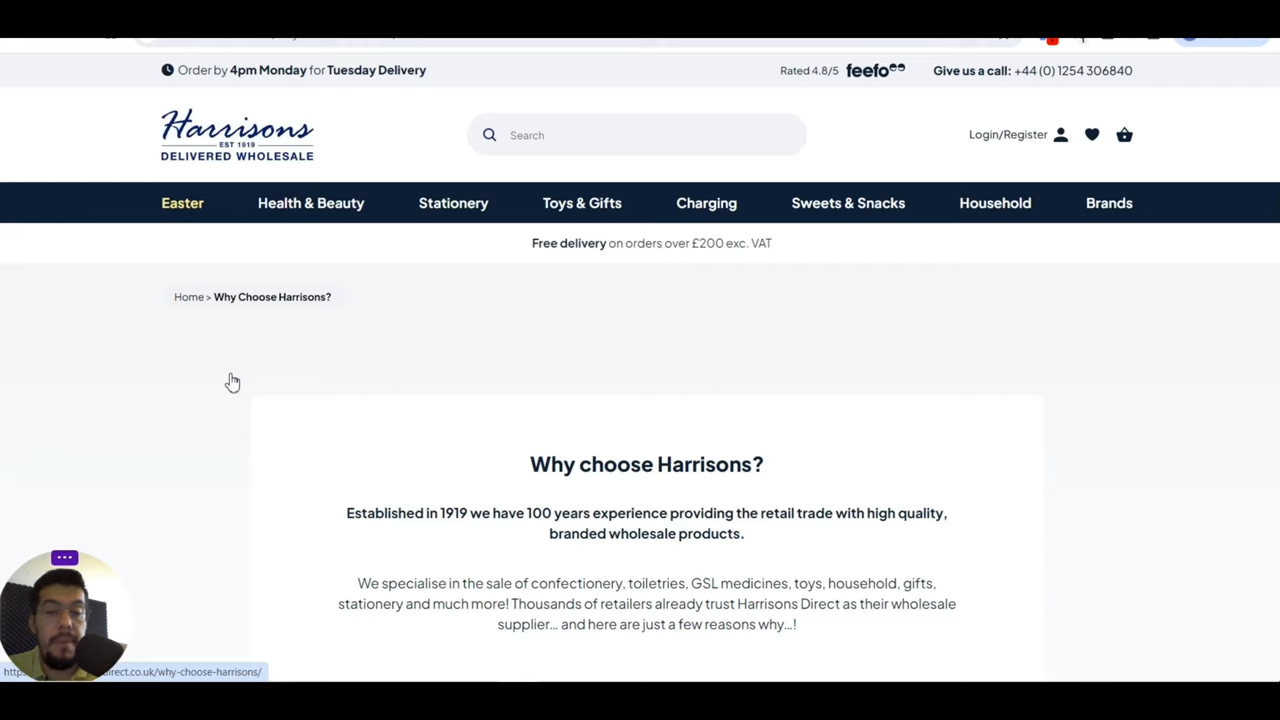 Order by 4pm Monday for Tuesday Delivery
Rated 4.8/5 feefo
Give us a call: +44 (0) 1254 306840
Harrisons
EST 1919
DELIVERED WHOLESALE
Search
Login/Register
Easter
Health & Beauty
Stationery
Toys & Gifts
Charging
Sweets & Snacks
Household
Brands
Free delivery on orders over £200 exc. VAT
Home > Why Choose Harrisons?
Why choose Harrisons?
Established in 1919 we have 100 years experience providing the retail trade with high quality,
branded wholesale products.
We specialise in the sale of confectionery, toiletries, GSL medicines, toys, household, gifts,
stationery and much more! Thousands of retailers already trust Harrisons Direct as their wholesale
supplier... and here are just a few reasons why...!
direct.co.uk/why-choose-harrisons/